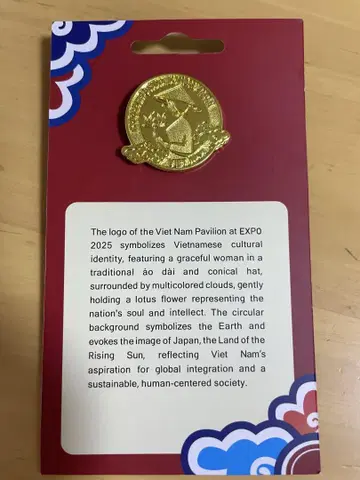 The logo of the Viet Nam Pavilion at EXPO
2025 symbolizes Vietnamese cultural
identity, featuring a graceful woman in a
traditional áo dài and conical hat,
surrounded by multicolored clouds, gently
holding a lotus flower representing the
nation's soul and intellect. The circular
background symbolizes the Earth and
evokes the image of Japan, the Land of the
Rising Sun, reflecting Viet Nam's
aspiration for global integration and a
sustainable, human-centered society.